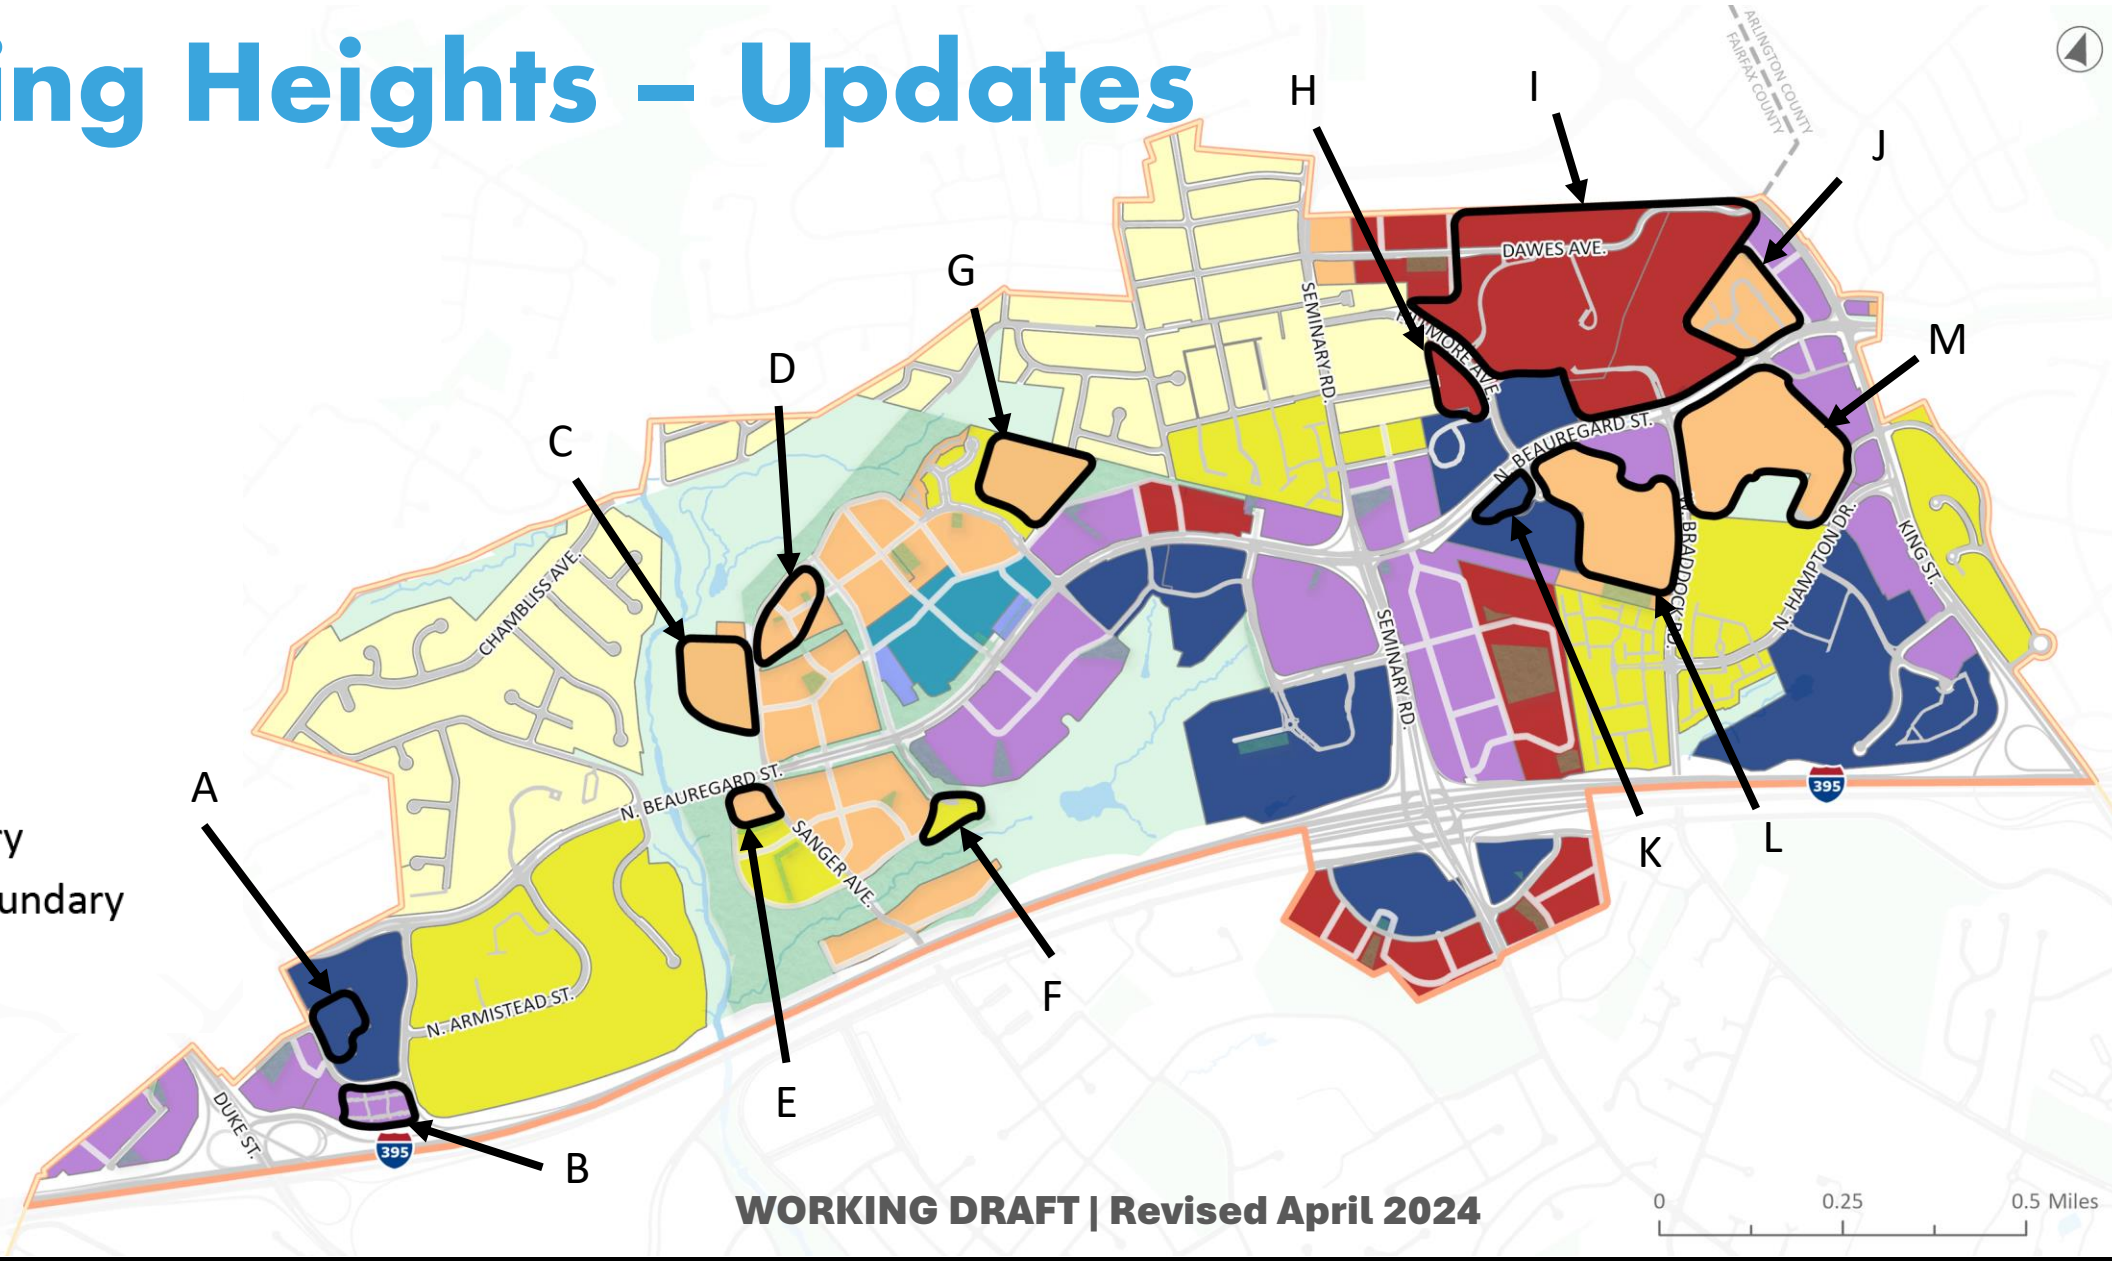 ing Heights – Updates
ARLINGTON COUNTY
FAIRFAX COUNTY
H
I
J
DAWES AVE.
G
SEMINARY RD.
M
D
C
N. BEAUREGARD ST.
CHAMBLISS AVE.
N. HAMPTON DR.
KING ST.
SEMINARY RD.
A
N. BEAUREGARD ST.
395
ry
SANGER AVE.
K
L
undary
N. ARMISTEAD ST.
F
E
DUKE ST.
395
B
WORKING DRAFT | Revised April 2024
0 0.25 0.5 Miles